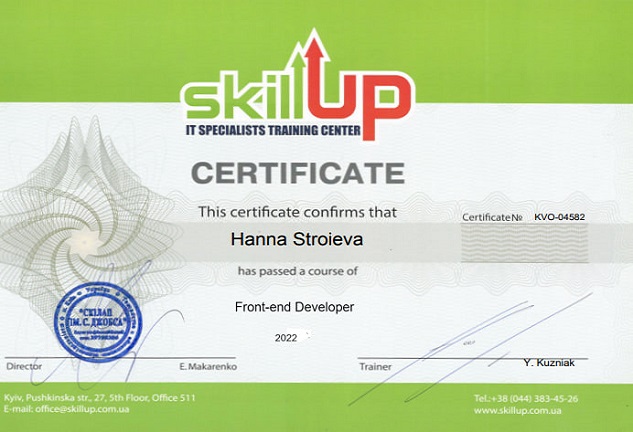 skillup
IT SPECIALISTS TRAINING CENTER
CERTIFICATE
This certificate confirms that
Certificate№ KVO-04582
Hanna Stroieva
has passed a course of
Front-end Developer
2022
"СКІЛАП
ІМ. С. ДЖОБСА"
Director E. Makarenko Trainer Y. Kuzniak
Kyiv, Pushkinska str., 27, 5th Floor, Office 511
Tel.:+38 (044) 383-45-26
E-mail: office@skillup.com.ua
www.skillup.com.ua